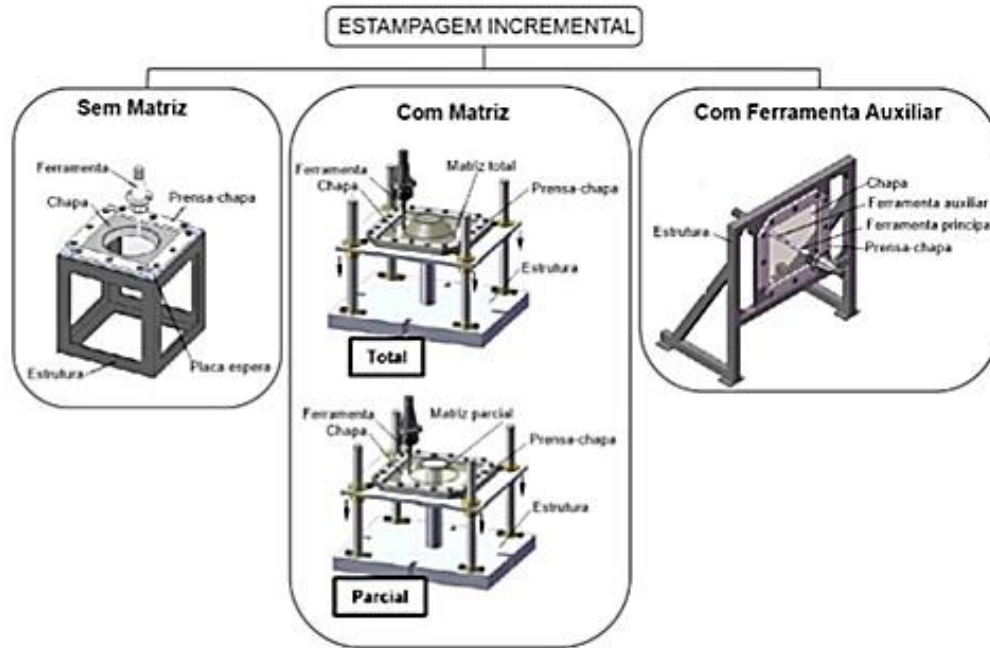 ESTAMPAGEM INCREMENTAL
Sem Matriz
Ferramenta
Chapa
Prensa-chapa
Estrutura
Placa espera
Com Matriz
Ferramenta
Chapa
Matriz total
Prensa-chapa
Estrutura
Total
Ferramenta
Chapa
Matriz parcial
Prensa-chapa
Estrutura
Parcial
Com Ferramenta Auxiliar
Chapa
Ferramenta auxiliar
Estrutura
Ferramenta principa
Prensa-chapa